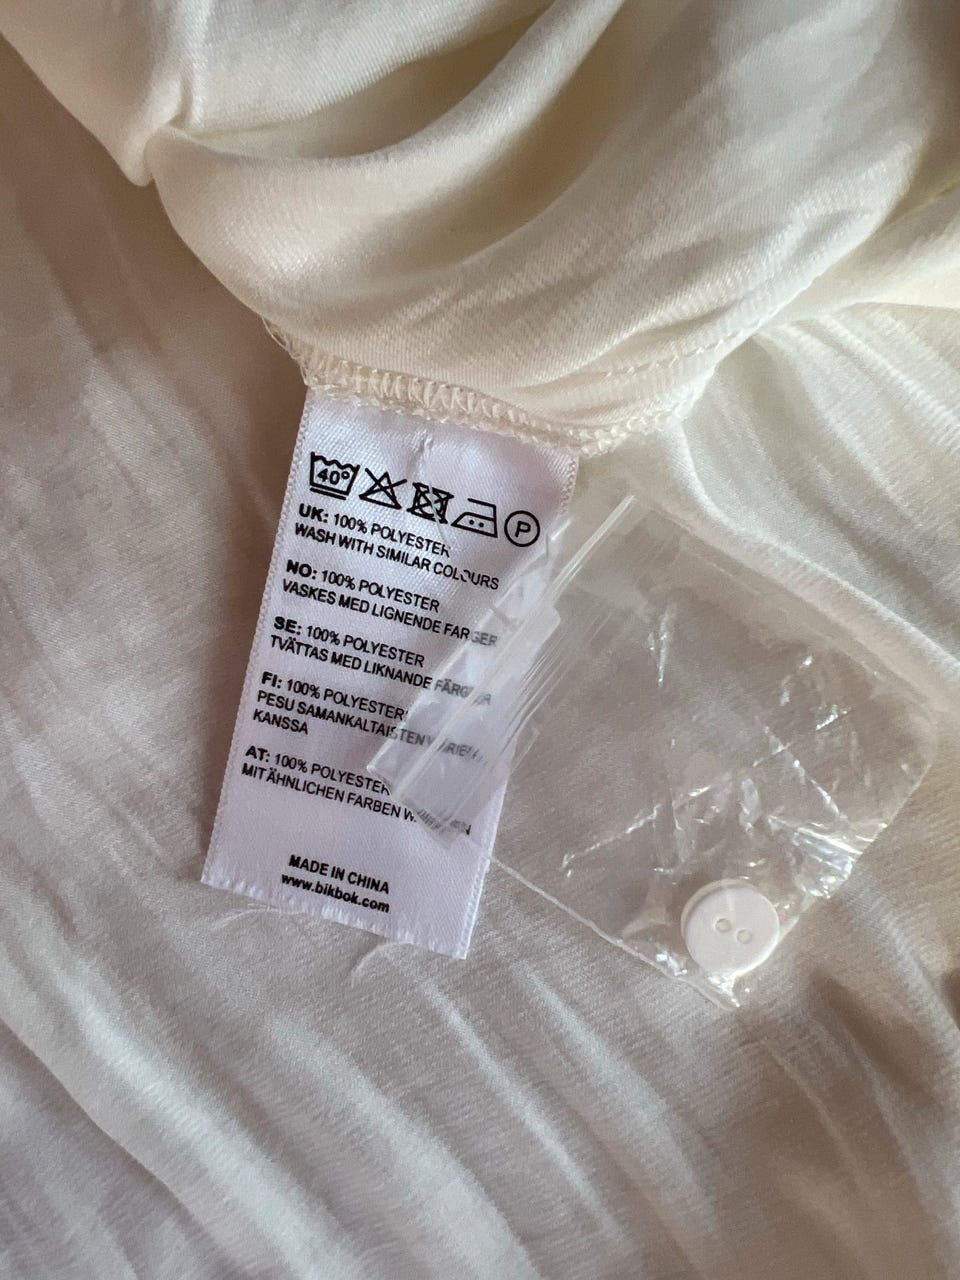 40°
P
UK: 100% POLYESTER
WASH WITH SIMILAR COLOURS
NO: 100% POLYESTER
VASKES MED LIGNENDE FARGER
SE: 100% POLYESTER
TVÄTTAS MED LIKNANDE FÄRGER
FI: 100% POLYESTER
PESU SAMANKALTAISTEN VÄRIEN
KANSSA
AT: 100% POLYESTER
MIT ÄHNLICHEN FARBEN
MADE IN CHINA
www.bikbok.com